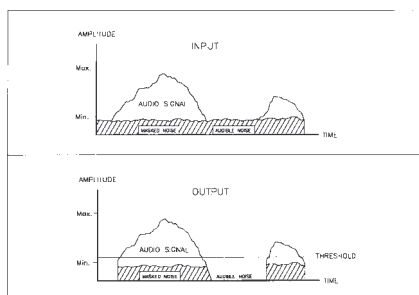 AMPLITUDE
INPUT
Max.
AUDIO SIGNAL
Min.
MASKED NOISE
AUDIBLE NOISE
TIME
AMPLITUDE
OUTPUT
Max.
AUDIO SIGNAL
THRESHOLD
Min.
MASKED NOISE
AUDIBLE NOISE
TIME